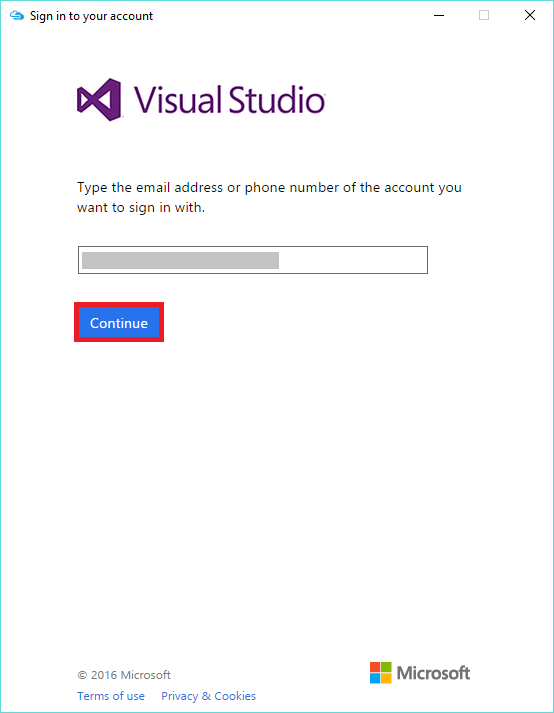 Sign in to your account
Visual Studio
Type the email address or phone number of the account you
want to sign in with.
Continue
© 2016 Microsoft
Microsoft
Terms of use Privacy & Cookies